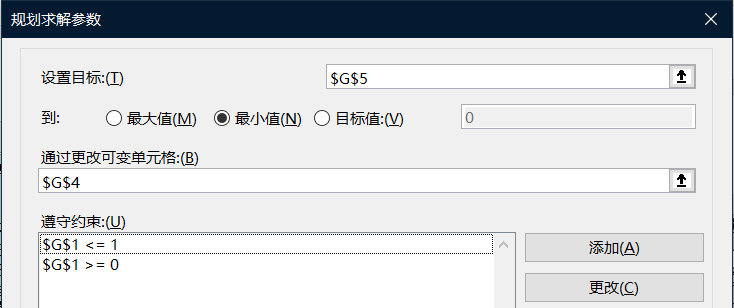 规划求解参数
设置目标:(T) $G$5
到: 最大值(M) 最小值(N) 目标值:(V) 0
通过更改可变单元格:(B)
$G$4
遵守约束:(U)
$G$1 <= 1 添加(A)
$G$1 >= 0
更改(C)